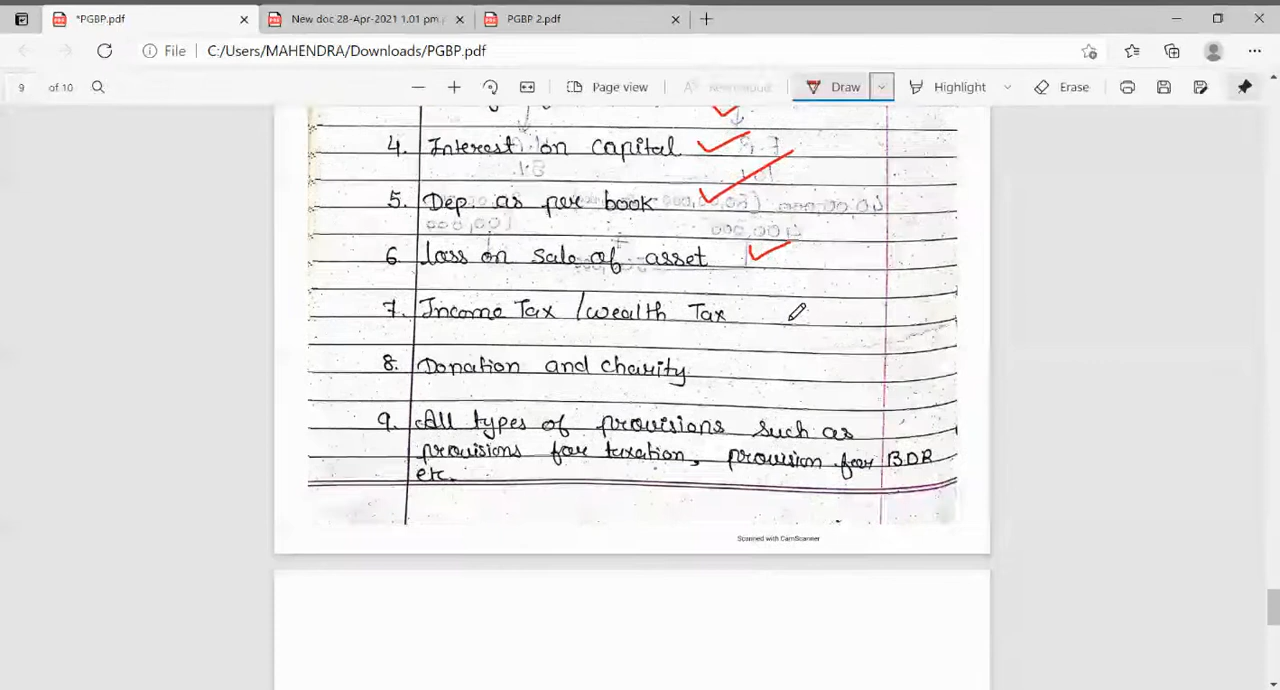 *PGBP.pdf
New doc 28-Apr-2021 1.01 pm
PGBP 2.pdf
File C:/Users/MAHENDRA/Downloads/PGBP.pdf
9 of 10 Page view Draw Highlight Erase
4. Interest on capital
5. Dep as per book
6 loss on sale of asset
7. Income Tax / wealth Tax
8. Donation and charity
9. All types of provisions such as
provisions for taxation, provision for BDR
etc.
Scanned with CamScanner